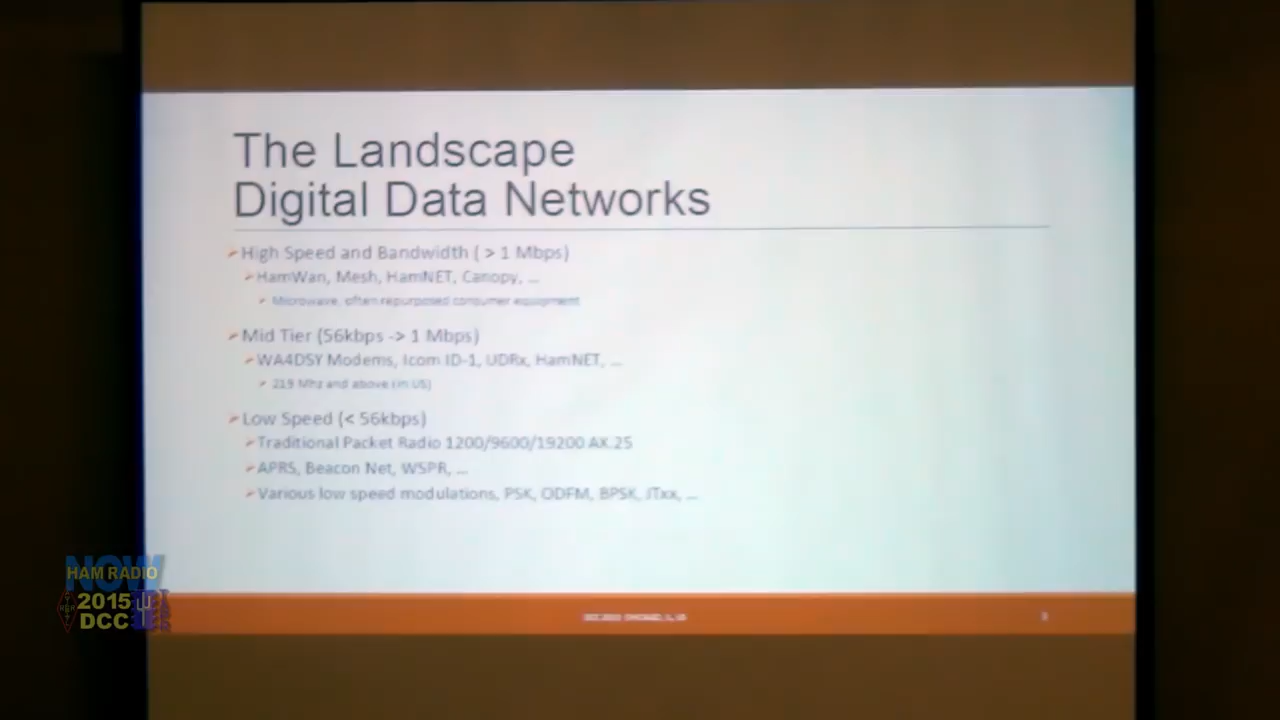 The Landscape
Digital Data Networks
High Speed and Bandwidth ( > 1 Mbps)
HamWan, Mesh, HamNET, Canopy, ...
Microwave, often repurposed consumer equipment
Mid Tier (56kbps -> 1 Mbps)
WA4DSY Modems, Icom ID-1, UDRx, HamNET, ...
219 Mhz and above (in US)
Low Speed (< 56kbps)
Traditional Packet Radio 1200/9600/19200 AX.25
APRS, Beacon Net, WSPR, ...
Various low speed modulations, PSK, ODFM, BPSK, JTxx, ...
NOW
HAM RADIO
2015
DCC